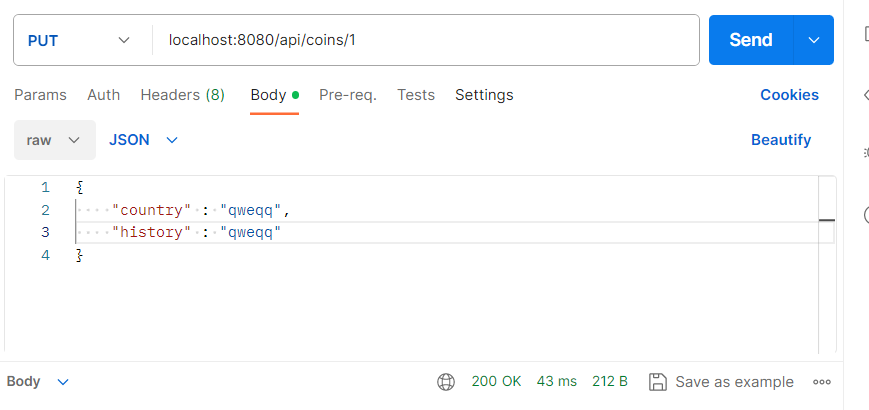 PUT localhost:8080/api/coins/1 Send
Params Auth Headers (8) Body Pre-req. Tests Settings Cookies
raw JSON Beautify
1 {
2 "country" : "qweqq",
3 "history" : "qweqq"
4 }
Body 200 OK 43 ms 212 B Save as example